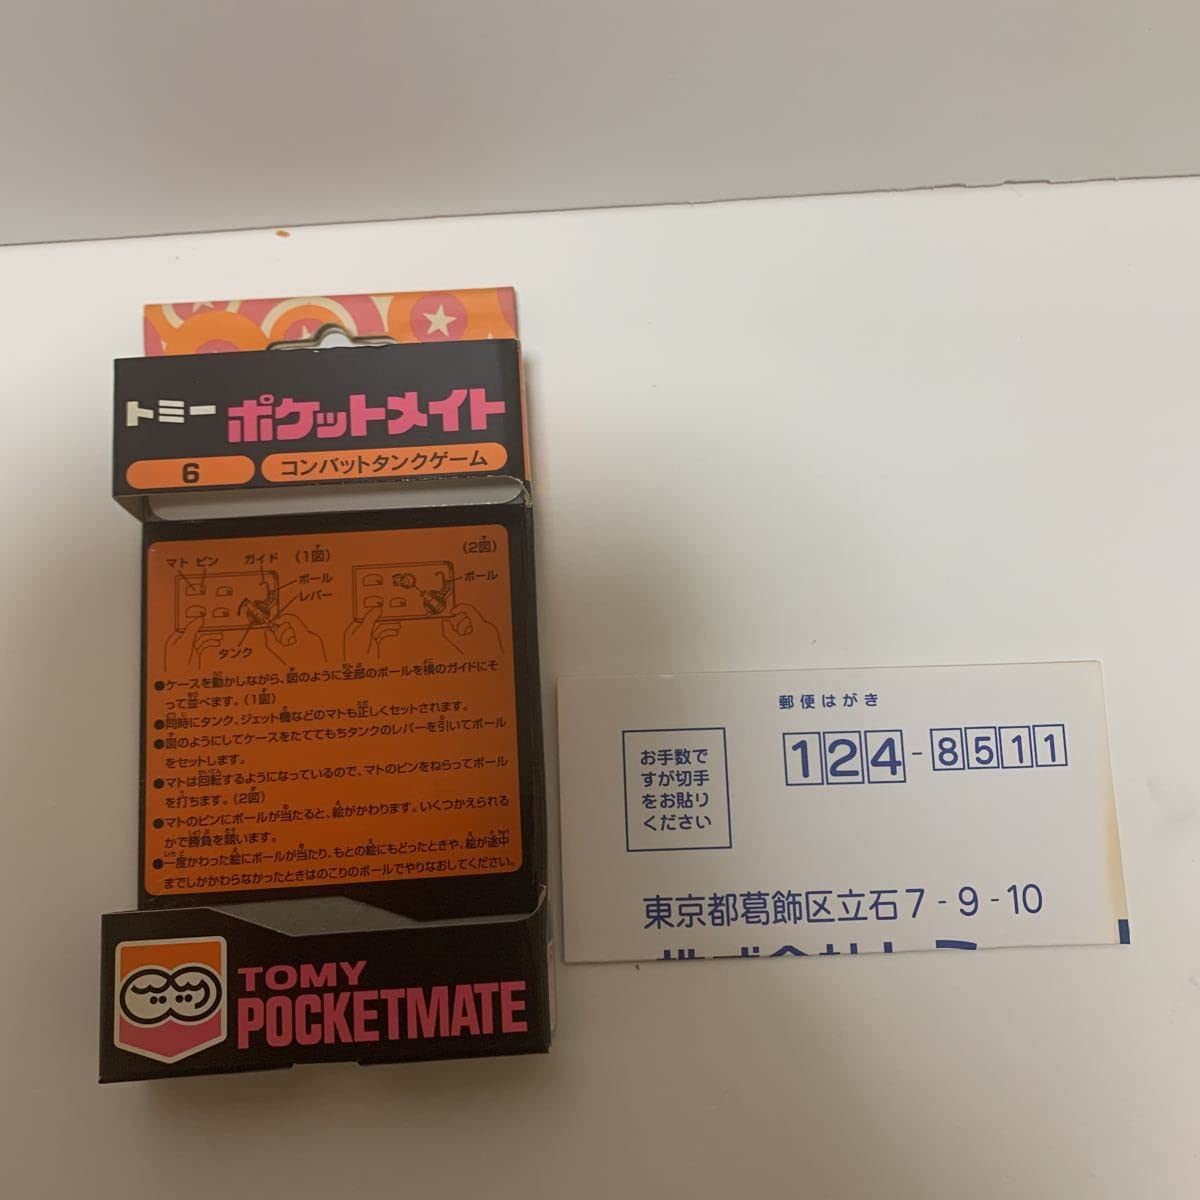 トミー ポケットメイト
6 コンバットタンクゲーム
マト ピン ガイド (1図) (2図)
ボール ボール
レバー
タンク
●ケースを動かしながら、図のように全部のボールを横のガイドにそ
って並べます。(1図)
●同時にタンク、ジェット機などのマトも正しくセットされます。
●図のようにしてケースをたててもちタンクのレバーを引いてボール
をセットします。
●マトは回転するようになっているので、マトのピンをねらってボール
を打ちます。(2図)
●マトのピンにボールが当たると、絵がかわります。いくつかえられる
かで勝負を競います。
●一度かわった絵にボールが当たり、もとの絵にもどったときや、絵が途中
までしかかわらなかったときはのこりのボールでやりなおしてください。
TOMY
POCKETMATE
郵便はがき
お手数で
すが切手
をお貼り
ください
124-8511
東京都葛飾区立石7-9-10